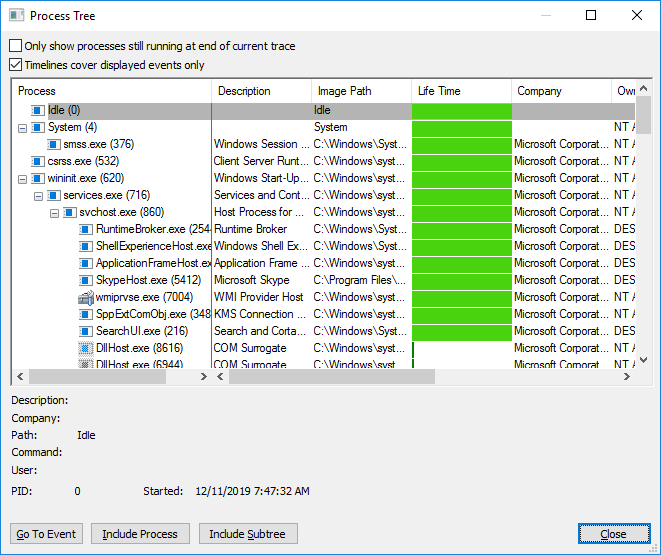 Process Tree
Only show processes still running at end of current trace
Timelines cover displayed events only
Process Description Image Path Life Time Company Own
Idle (0) Idle
System (4) System NT A
smss.exe (376) Windows Session ... C:\Windows\Syst... Microsoft Corporat... NT A
csrss.exe (532) Client Server Runt... C:\Windows\syst... Microsoft Corporat... NT A
wininit.exe (620) Windows Start-Up... C:\Windows\syst... Microsoft Corporat... NT A
services.exe (716) Services and Cont... C:\Windows\syst... Microsoft Corporat... NT A
svchost.exe (860) Host Process for ... C:\Windows\syst... Microsoft Corporat... NT A
RuntimeBroker.exe (2544 Runtime Broker C:\Windows\Syst... Microsoft Corporat... DES
ShellExperienceHost.exe Windows Shell Ex... C:\Windows\Syst... Microsoft Corporat... DES
ApplicationFrameHost.exe Application Frame ... C:\Windows\syst... Microsoft Corporat... DES
SkypeHost.exe (5412) Microsoft Skype C:\Program Files\... Microsoft Corporat... DES
wmiprvse.exe (7004) WMI Provider Host C:\Windows\syst... Microsoft Corporat... NT A
SppExtComObj.exe (348 KMS Connection ... C:\Windows\syst... Microsoft Corporat... NT A
SearchUI.exe (216) Search and Corta... C:\Windows\Syst... Microsoft Corporat... DES
DllHost.exe (8616) COM Surrogate C:\Windows\syst... Microsoft Corporat... NT A
DllHost.exe (6944) COM Surrogate C:\Windows\syst... Microsoft Corporat... NT A
Description:
Company:
Path: Idle
Command:
User:
PID: 0 Started: 12/11/2019 7:47:32 AM
Go To Event Include Process Include Subtree Close